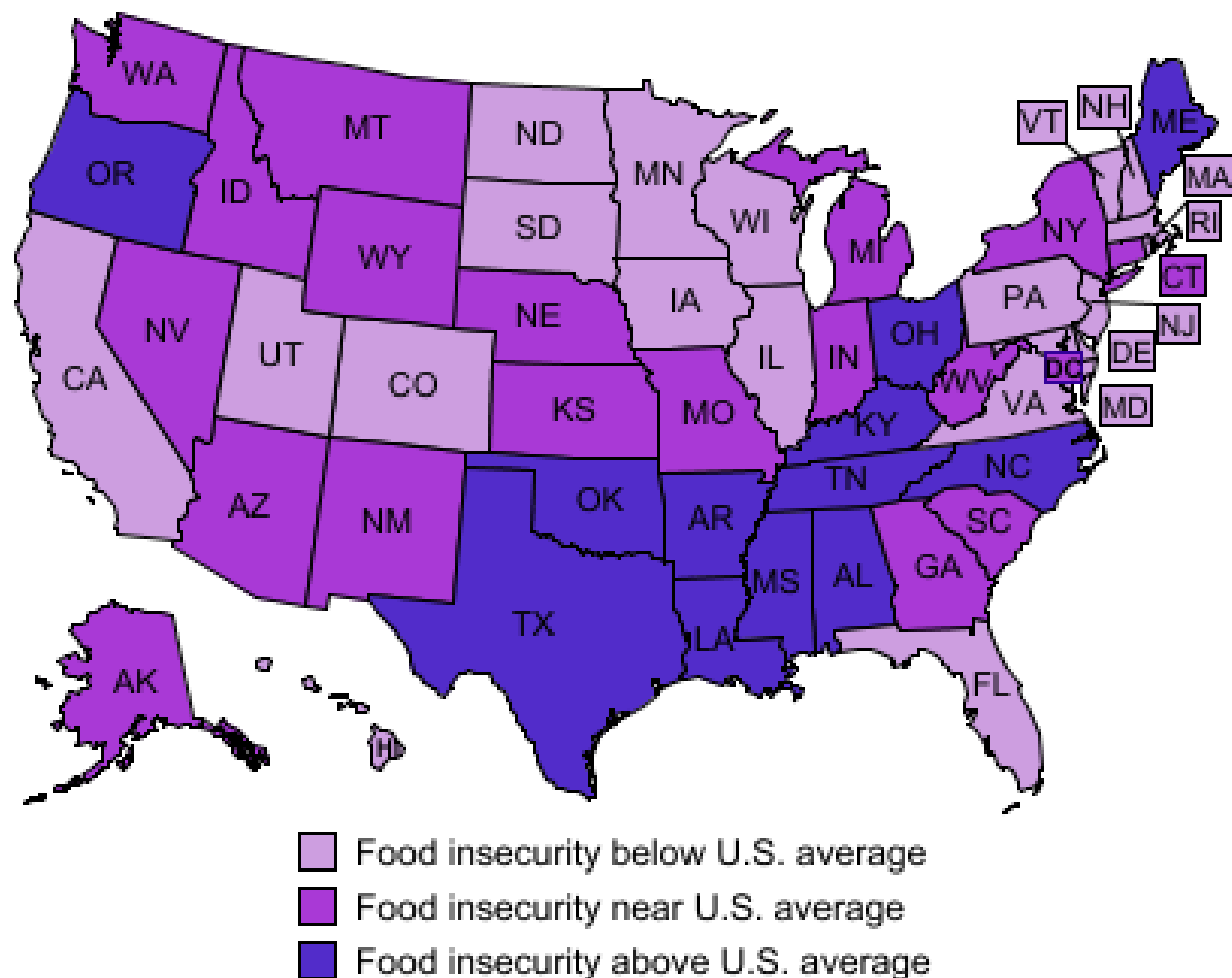 WA
MT
ND
MN
VT
NH
ME
OR
ID
SD
WI
MA
RI
WY
MI
NY
CT
NV
NE
IA
PA
NJ
UT
CO
IL
IN
OH
DE
DC
CA
KS
MO
WV
VA
MD
KY
AZ
NM
OK
AR
TN
NC
SC
TX
LA
MS
AL
GA
AK
H
FL
Food insecurity below U.S. average
Food insecurity near U.S. average
Food insecurity above U.S. average